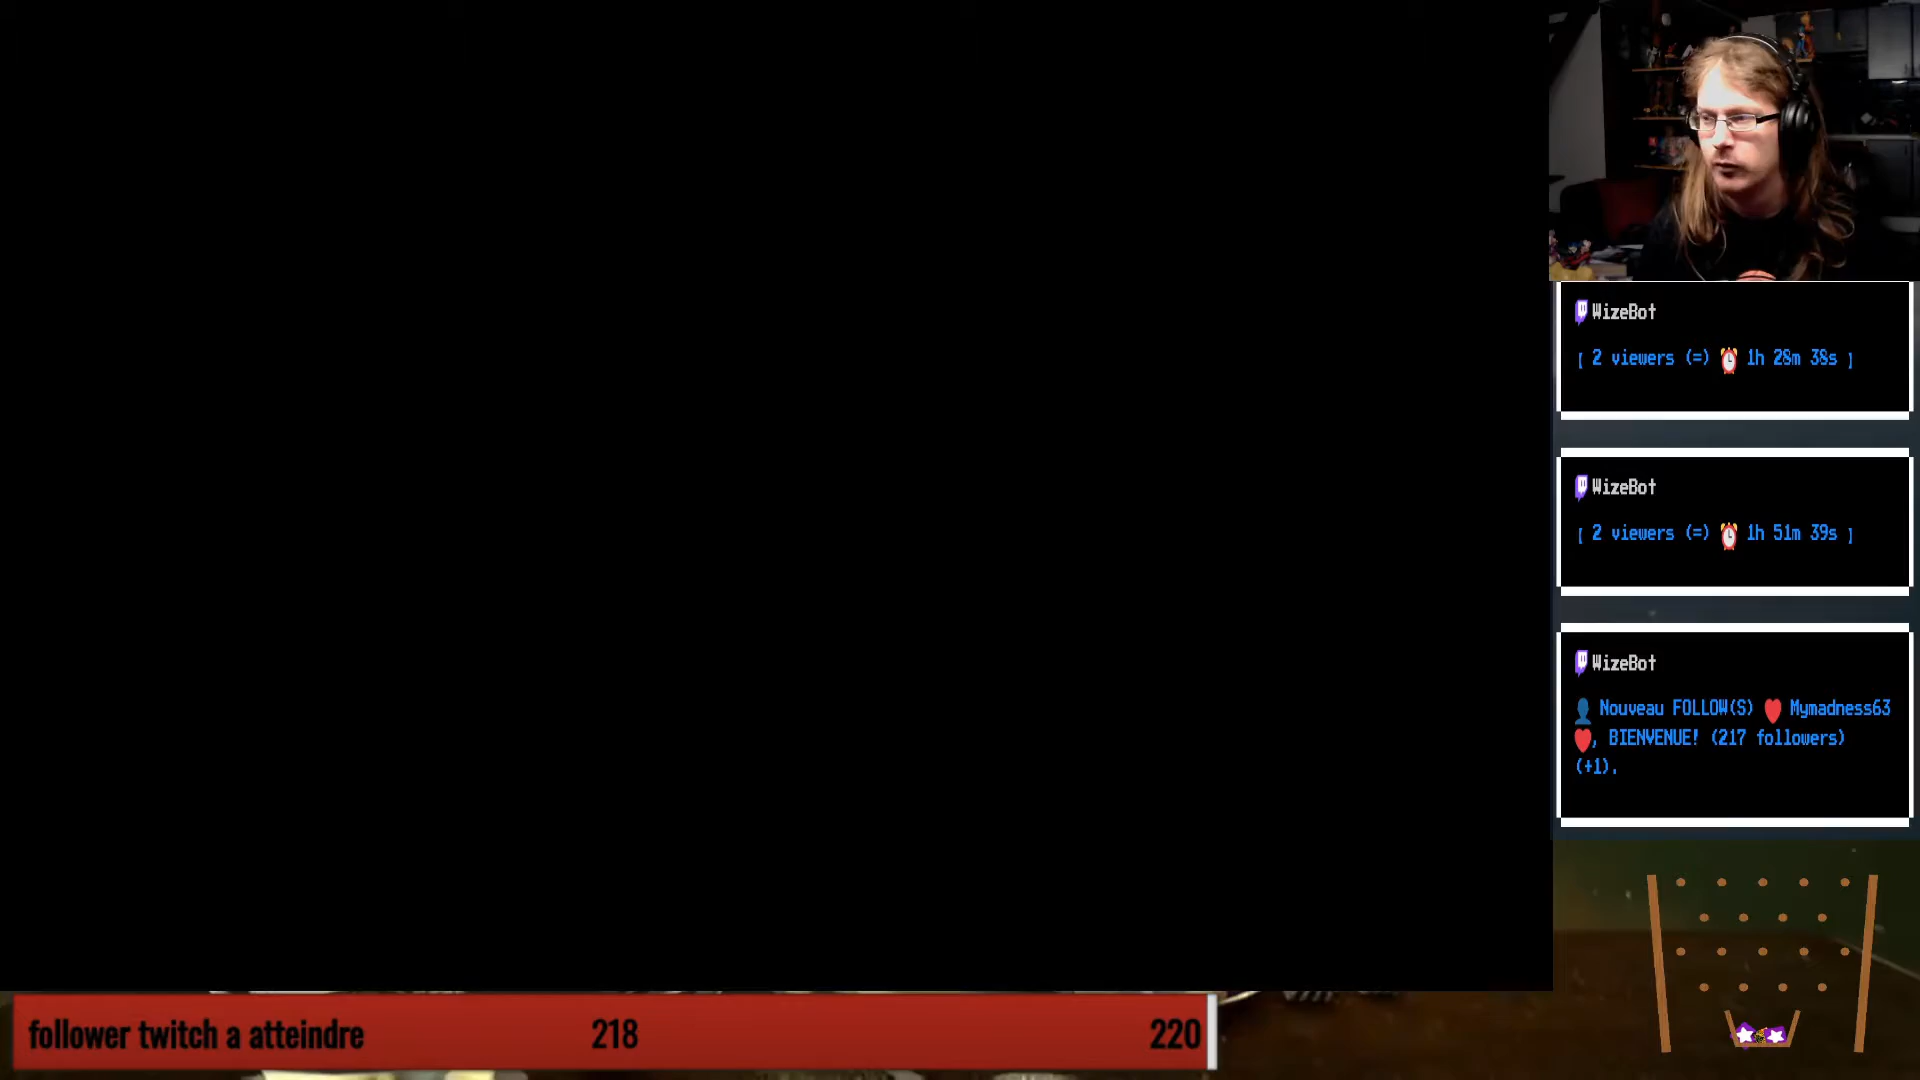 WizeBot
[ 2 viewers (=) ⏰ 1h 28m 38s ]
WizeBot
[ 2 viewers (=) ⏰ 1h 51m 39s ]
WizeBot
👤 Nouveau FOLLOW(S) ❤ Mymadness63
❤, BIENVENUE! (217 followers)
(+1).
follower twitch a atteindre 218 220